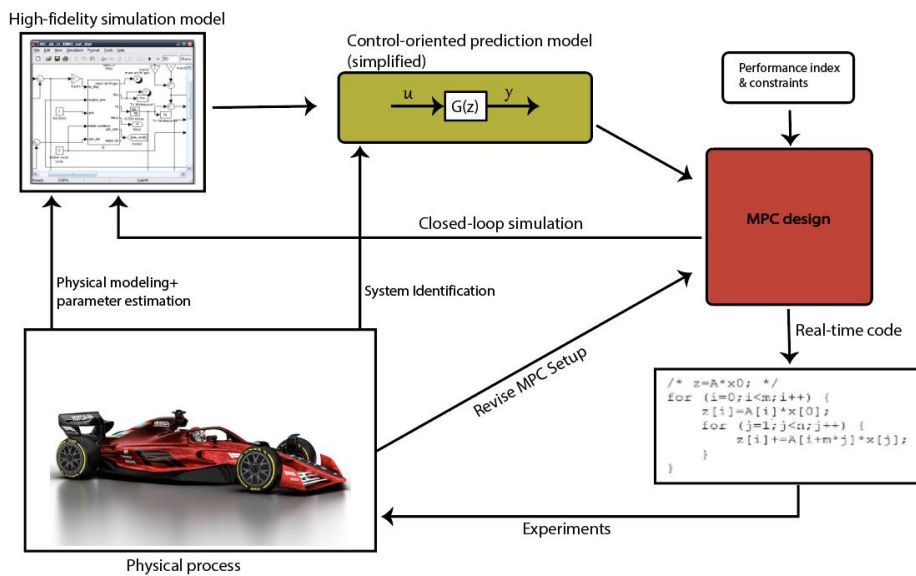 High-fidelity simulation model
Control-oriented prediction model
(simplified)
u
G(z)
y
Performance index
& constraints
MPC design
Closed-loop simulation
Physical modeling+
parameter estimation
System Identification
Revise MPC Setup
Real-time code
/* z=A*x0; */
for (i=0;i<m;i++) {
z[i]=A[i]*x[0];
for (j=1;j<n;j++) {
z[i]+=A[i+m*j]*x[j];
}
}
Experiments
Physical process